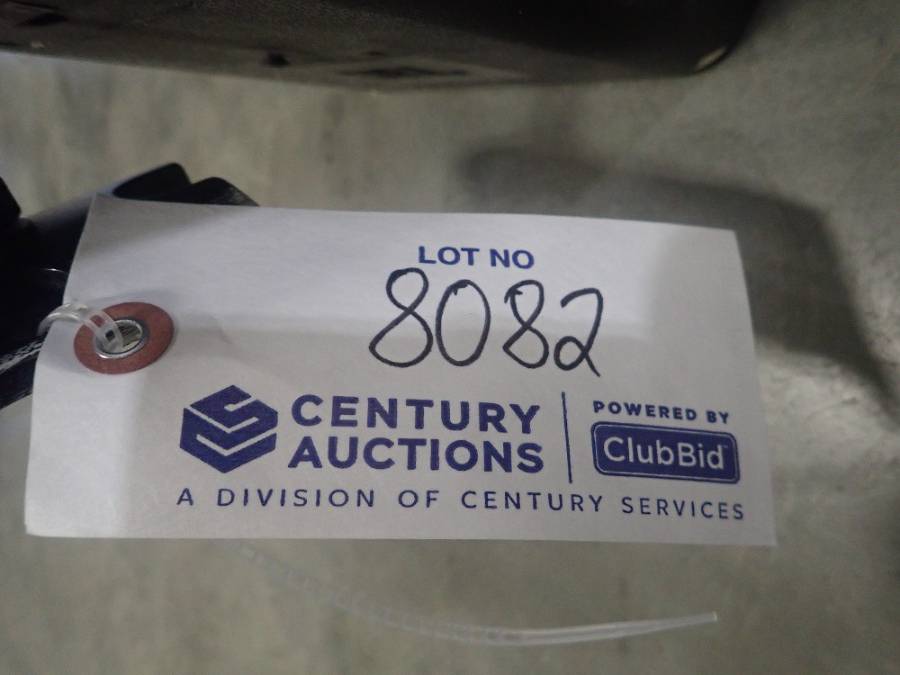 LOT NO
8082
CENTURY
AUCTIONS
POWERED BY
ClubBid
A DIVISION OF CENTURY SERVICES